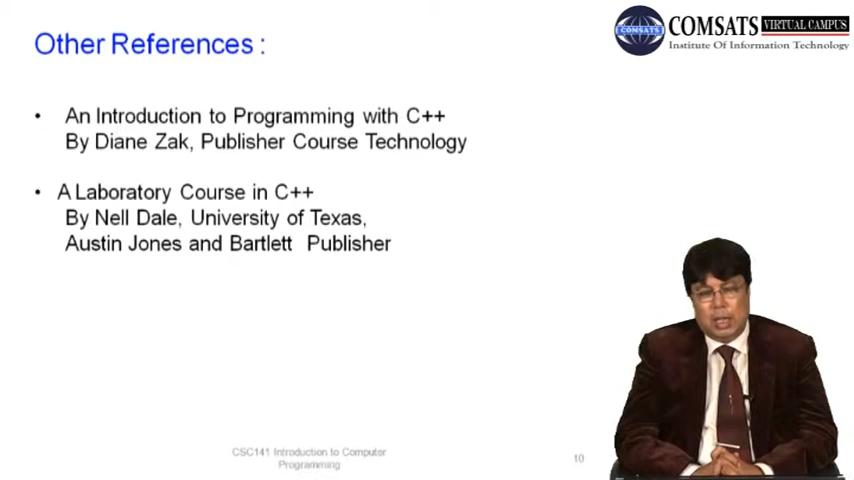 Other References :
COMSATS VIRTUAL CAMPUS
Institute Of Information Technology
COMSATS
• An Introduction to Programming with C++
By Diane Zak, Publisher Course Technology
• A Laboratory Course in C++
By Nell Dale, University of Texas,
Austin Jones and Bartlett Publisher
CSC141 Introduction to Computer
Programming
10